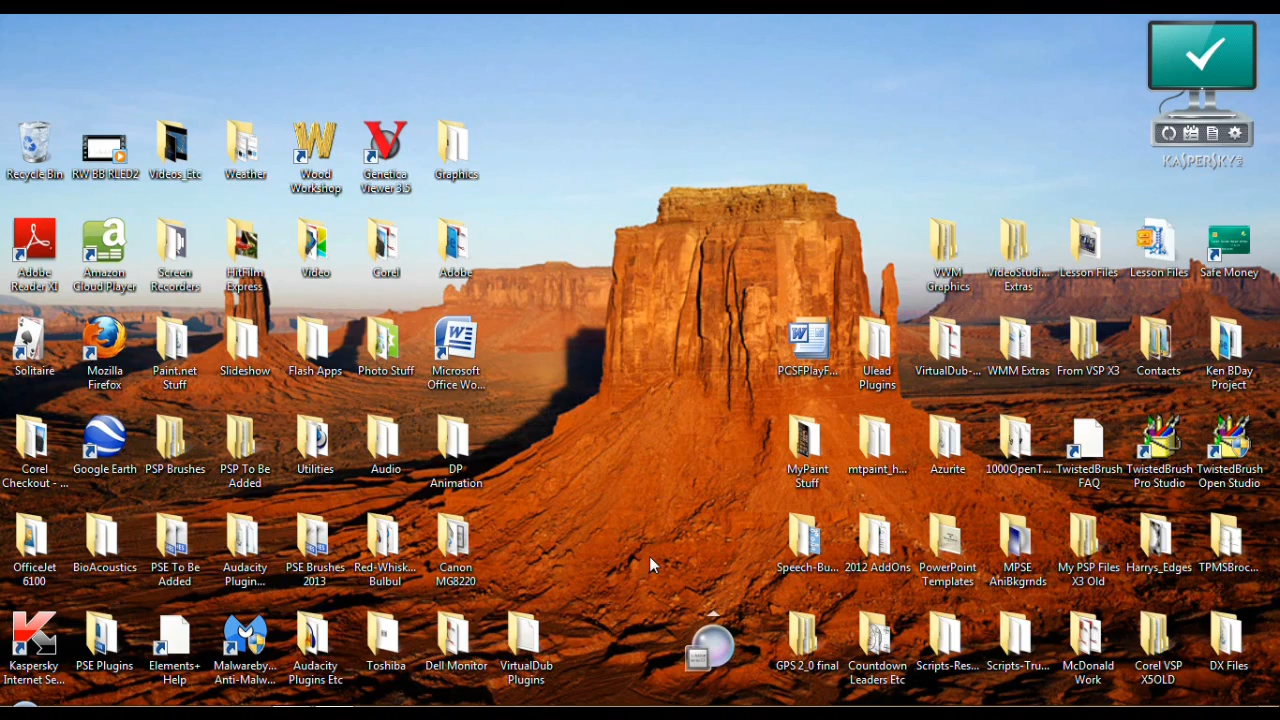 KASPERSKY
Recycle Bin
RW BB RLED2
Videos_Etc
Weather
Wood
Workshop
Genetica
Viewer 3.5
Graphics
Adobe
Reader XI
Amazon
Cloud Player
Screen
Recorders
HitFilm
Express
Video
Corel
Adobe
VWM
Graphics
VideoStudi...
Extras
Lesson Files
Lesson Files
Safe Money
Solitaire
Mozilla
Firefox
Paint.net
Stuff
Slideshow
Flash Apps
Photo Stuff
Microsoft
Office Wo...
PCSFPlayF...
Ulead
Plugins
VirtualDub-...
WMM Extras
From VSP X3
Contacts
Ken BDay
Project
Corel
Checkout - ...
Google Earth
PSP Brushes
PSP To Be
Added
Utilities
Audio
DP
Animation
MyPaint
Stuff
mtpaint_h...
Azurite
1000OpenT...
TwistedBrush
FAQ
TwistedBrush
Pro Studio
TwistedBrush
Open Studio
OfficeJet
6100
BioAcoustics
PSE To Be
Added
Audacity
Plugin...
PSE Brushes
2013
Red-Whisk...
Bulbul
Canon
MG8220
Speech-Bu...
2012 AddOns
PowerPoint
Templates
MPSE
AniBkgrnds
My PSP Files
X3 Old
Harrys_Edges
TPMSBroc...
Kaspersky
Internet Se...
PSE Plugins
Elements+
Help
Malwareby...
Anti-Malw...
Audacity
Plugins Etc
Toshiba
Dell Monitor
VirtualDub
Plugins
GPS 2_0 final
Countdown
Leaders Etc
Scripts-Res...
Scripts-Tru...
McDonald
Work
Corel VSP
X5OLD
DX Files